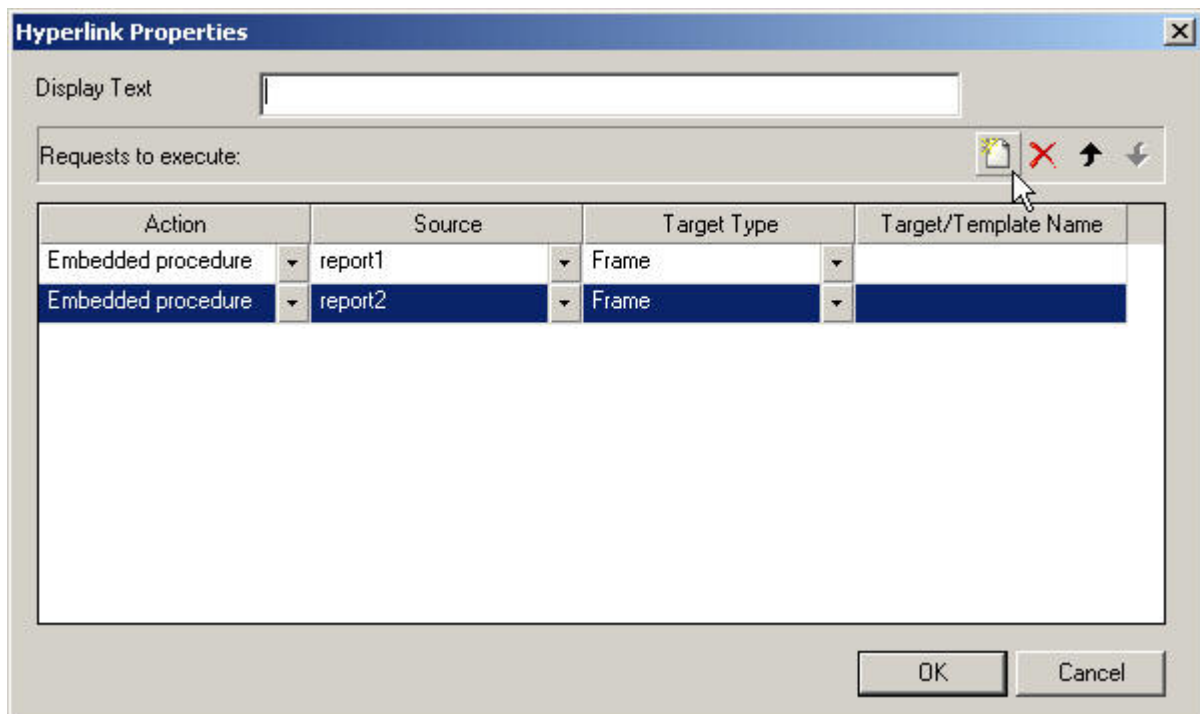 Hyperlink Properties
Display Text
Requests to execute:
Action Source Target Type Target/Template Name
Embedded procedure report1 Frame
Embedded procedure report2 Frame
OK Cancel